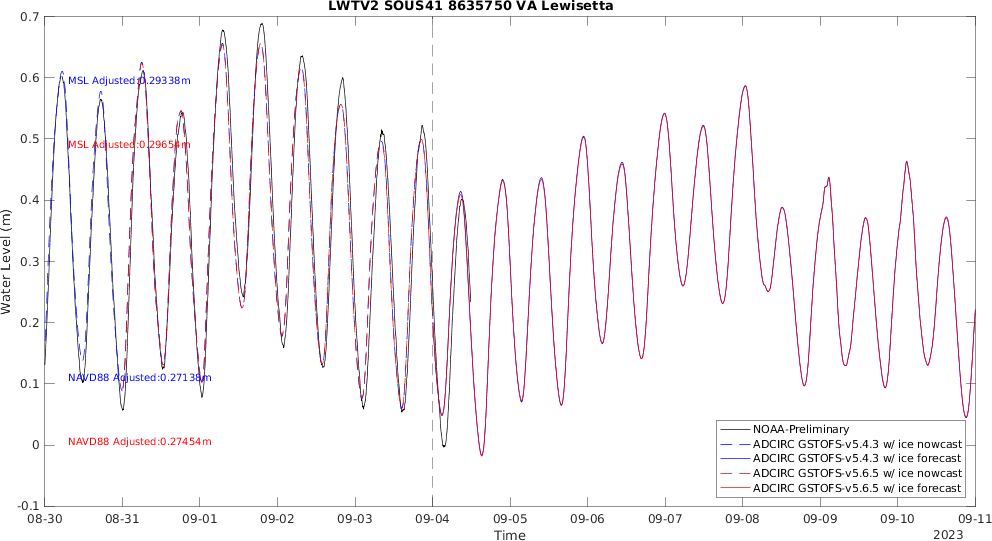 LWTV2 SOUS41 8635750 VA Lewisetta
0.7
0.6
0.5
0.4
0.3
0.2
0.1
0
-0.1
Water Level (m)
MSL Adjusted:0.29338m
MSL Adjusted:0.29654m
NAVD88 Adjusted:0.27138m
NAVD88 Adjusted:0.27454m
NOAA-Preliminary
ADCIRC GSTOFS-v5.4.3 w/ ice nowcast
ADCIRC GSTOFS-v5.4.3 w/ ice forecast
ADCIRC GSTOFS-v5.6.5 w/ ice nowcast
ADCIRC GSTOFS-v5.6.5 w/ ice forecast
08-30 08-31 09-01 09-02 09-03 09-04 09-05 09-06 09-07 09-08 09-09 09-10 09-11
Time
2023